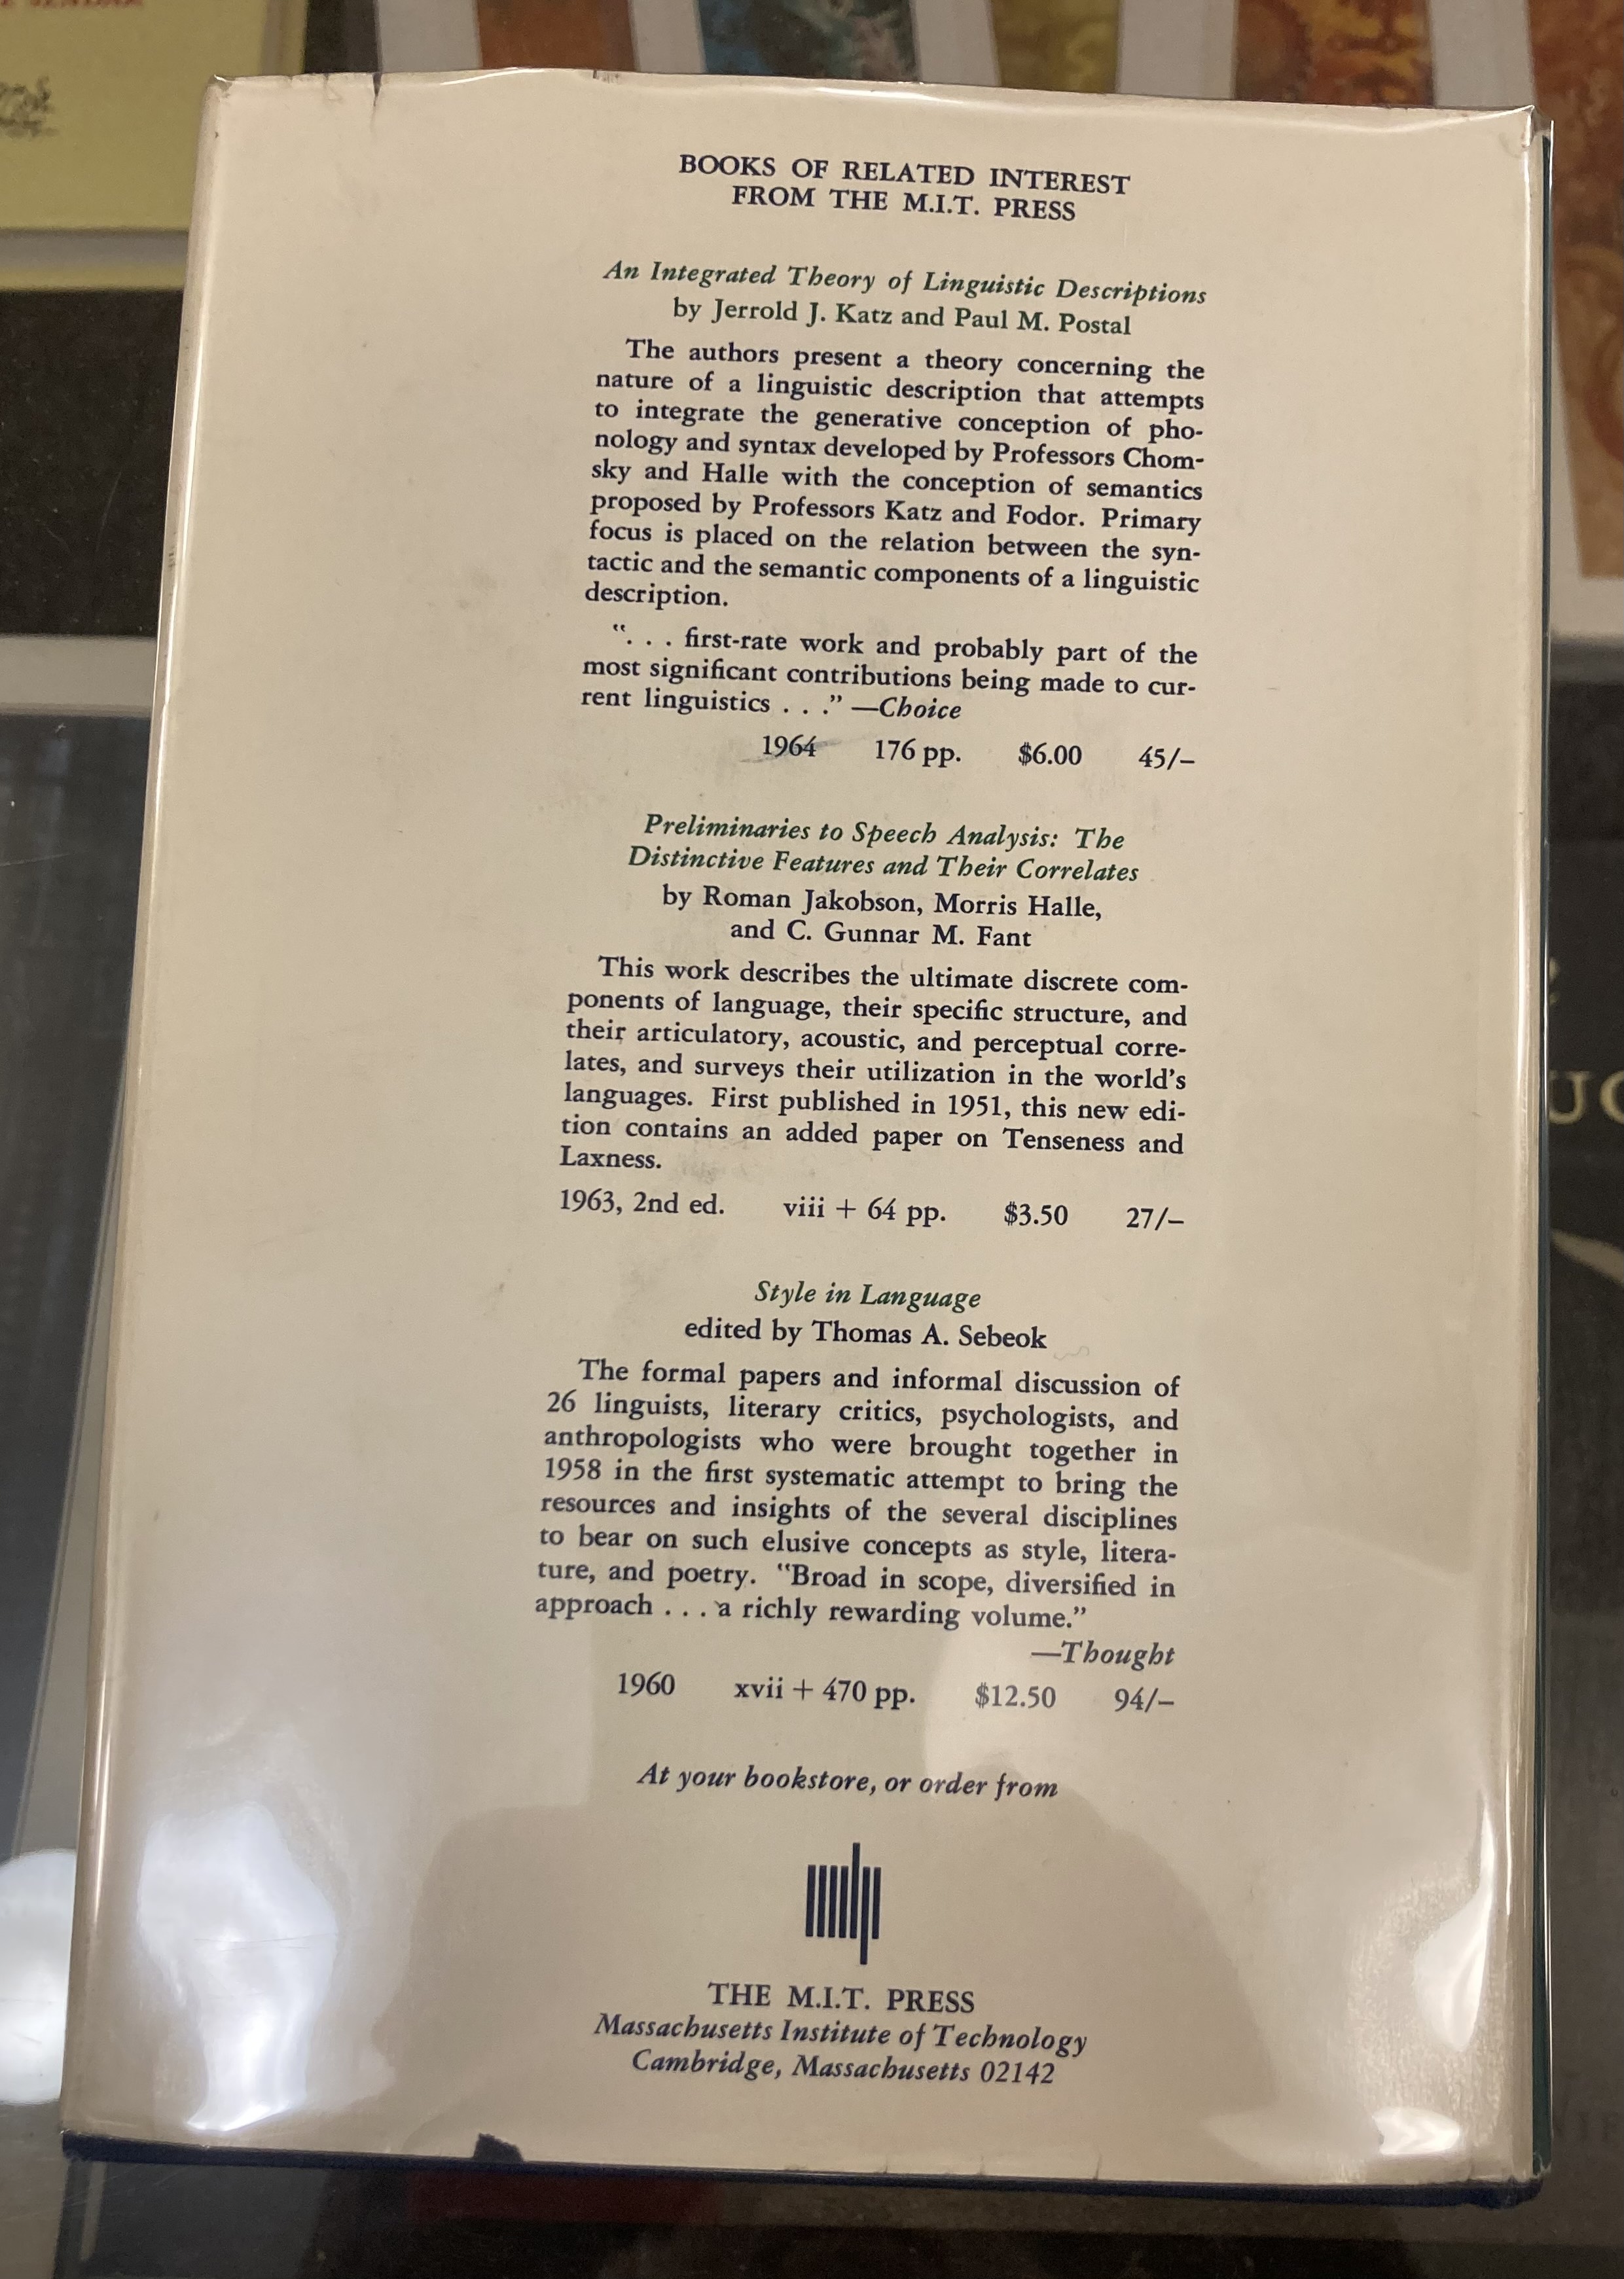 BOOKS OF RELATED INTEREST
FROM THE M.I.T. PRESS
An Integrated Theory of Linguistic Descriptions
by Jerrold J. Katz and Paul M. Postal
The authors present a theory concerning the
nature of a linguistic description that attempts
to integrate the generative conception of pho-
nology and syntax developed by Professors Chom-
sky and Halle with the conception of semantics
proposed by Professors Katz and Fodor. Primary
focus is placed on the relation between the syn-
tactic and the semantic components of a linguistic
description.
“. . . first-rate work and probably part of the
most significant contributions being made to cur-
rent linguistics . . .” —Choice
1964 176 pp. $6.00 45/–
Preliminaries to Speech Analysis: The
Distinctive Features and Their Correlates
by Roman Jakobson, Morris Halle,
and C. Gunnar M. Fant
This work describes the ultimate discrete com-
ponents of language, their specific structure, and
their articulatory, acoustic, and perceptual corre-
lates, and surveys their utilization in the world's
languages. First published in 1951, this new edi-
tion contains an added paper on Tenseness and
Laxness.
1963, 2nd ed. viii + 64 pp. $3.50 27/–
Style in Language
edited by Thomas A. Sebeok
The formal papers and informal discussion of
26 linguists, literary critics, psychologists, and
anthropologists who were brought together in
1958 in the first systematic attempt to bring the
resources and insights of the several disciplines
to bear on such elusive concepts as style, litera-
ture, and poetry. “Broad in scope, diversified in
approach . . . a richly rewarding volume.”
—Thought
1960 xvii + 470 pp. $12.50 94/–
At your bookstore, or order from
THE M.I.T. PRESS
Massachusetts Institute of Technology
Cambridge, Massachusetts 02142